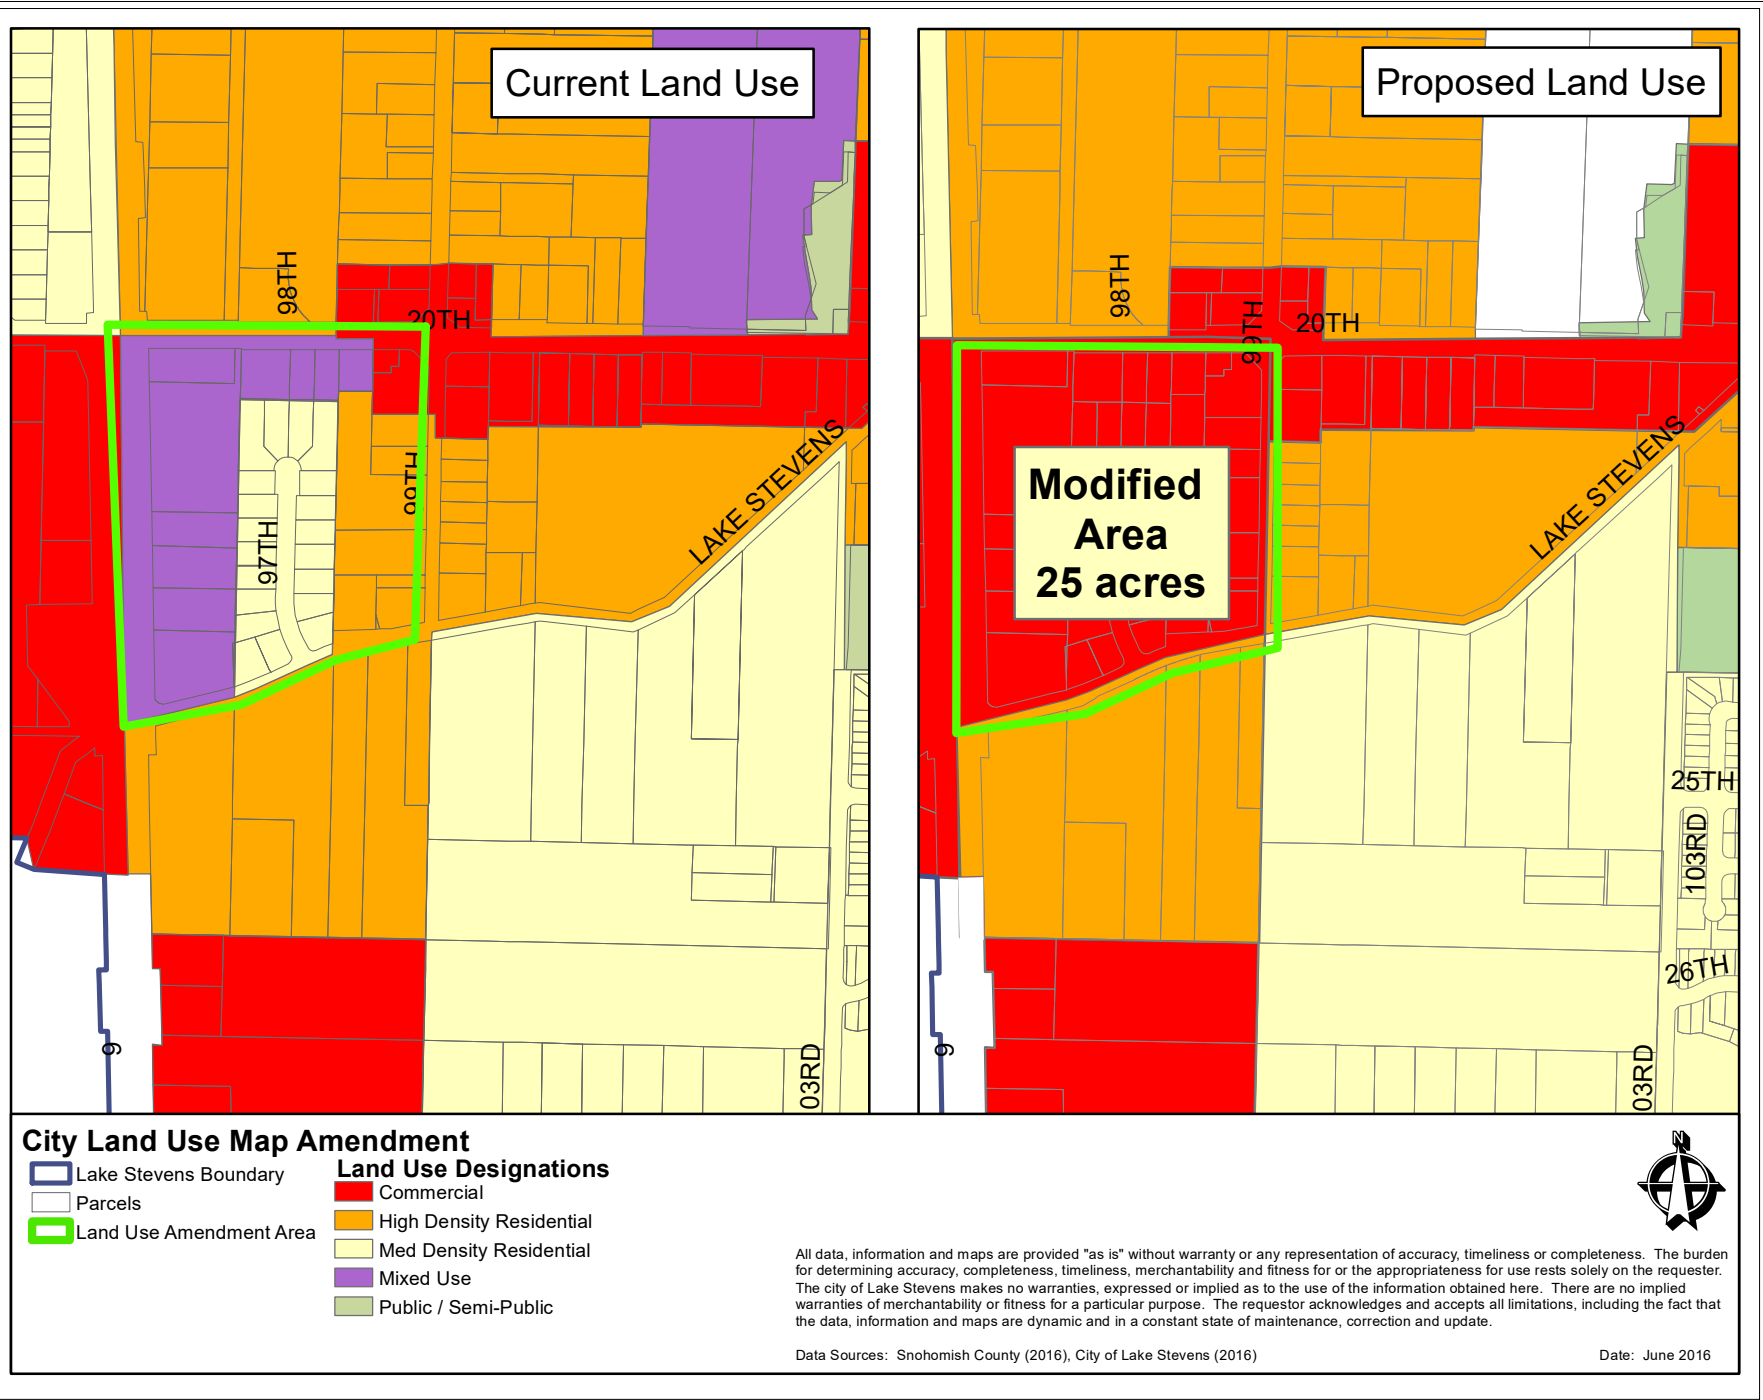 Current Land Use
98TH
20TH
99TH
97TH
LAKE STEVENS
9
03RD
Proposed Land Use
98TH
99TH
20TH
Modified
Area
25 acres
LAKE STEVENS
25TH
103RD
26TH
9
03RD
City Land Use Map Amendment
Lake Stevens Boundary
Parcels
Land Use Amendment Area
Land Use Designations
Commercial
High Density Residential
Med Density Residential
Mixed Use
Public / Semi-Public
N
All data, information and maps are provided "as is" without warranty or any representation of accuracy, timeliness or completeness. The burden
for determining accuracy, completeness, timeliness, merchantability and fitness for or the appropriateness for use rests solely on the requester.
The city of Lake Stevens makes no warranties, expressed or implied as to the use of the information obtained here. There are no implied
warranties of merchantability or fitness for a particular purpose. The requestor acknowledges and accepts all limitations, including the fact that
the data, information and maps are dynamic and in a constant state of maintenance, correction and update.
Data Sources: Snohomish County (2016), City of Lake Stevens (2016)
Date: June 2016